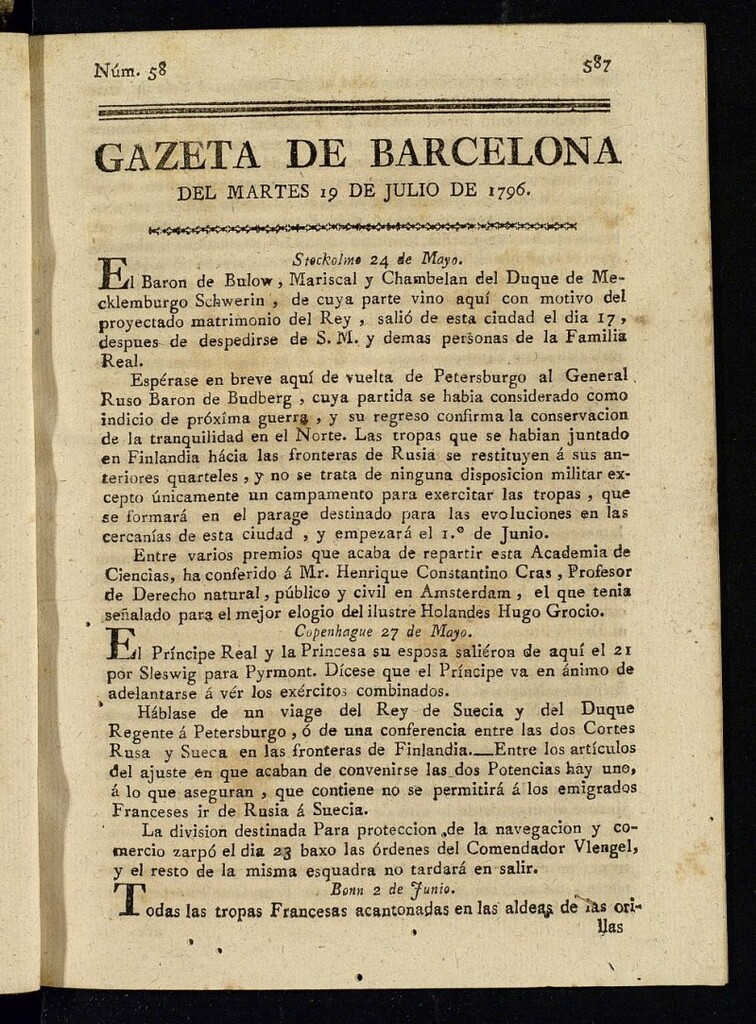 Núm. 58
587
GAZETA DE BARCELONA
DEL MARTES 19 DE JULIO DE 1796.
Stockolmo 24 de Mayo.
El Baron de Bulow, Mariscal y Chambelan del Duque de Me-
cklemburgo Schwerin, de cuya parte vino aquí con motivo del
proyectado matrimonio del Rey, salió de esta ciudad el dia 17,
despues de despedirse de S. M. y demas personas de la Familia
Real.
Espérase en breve aquí de vuelta de Petersburgo al General
Ruso Baron de Budberg, cuya partida se habia considerado como
indicio de próxîma guerra, y su regreso confirma la conservacion
de la tranquilidad en el Norte. Las tropas que se habian juntado
en Finlandia hácia las fronteras de Rusia se restituyen á sus an-
teriores quarteles, y no se trata de ninguna disposicion militar ex-
cepto únicamente un campamento para exercitar las tropas, que
se formará en el parage destinado para las evoluciones en las
cercanías de esta ciudad, y empezará el 1.º de Junio.
Entre varios premios que acaba de repartir esta Academia de
Ciencias, ha conferido á Mr. Henrique Constantino Cras, Profesor
de Derecho natural, público y civil en Amsterdam, el que tenia
señalado para el mejor elogio del ilustre Holandes Hugo Grocio.
Copenhague 27 de Mayo.
El Príncipe Real y la Princesa su esposa saliéron de aquí el 21
por Sleswig para Pyrmont. Dícese que el Príncipe va en ánimo de
adelantarse á vér los exércitos combinados.
Háblase de un viage del Rey de Suecia y del Duque
Regente á Petersburgo, ó de una conferencia entre las dos Cortes
Rusa y Sueca en las fronteras de Finlandia.__Entre los artículos
del ajuste en que acaban de convenirse las dos Potencias hay uno,
á lo que aseguran, que contiene no se permitirá á los emigrados
Franceses ir de Rusia á Suecia.
La division destinada Para proteccion de la navegacion y co-
mercio zarpó el dia 23 baxo las órdenes del Comendador Vlengel,
y el resto de la misma esquadra no tardará en salir.
Bonn 2 de Junio.
Todas las tropas Francesas acantonadas en las aldeas de las ori-
llas